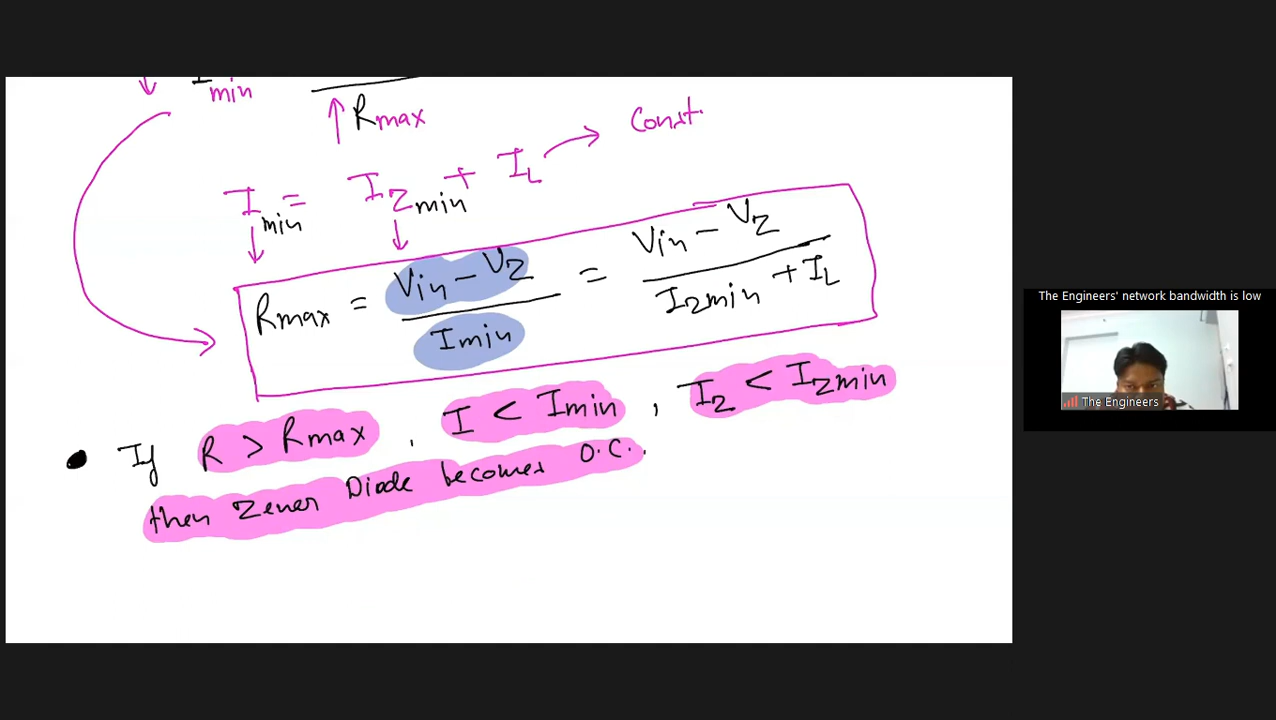 Imin
Rmax
Const.
Imin = IZmin + IL
Rmax = Vin - VZ / Imin = Vin - VZ / IZmin + IL
• If R > Rmax, I < Imin, IZ < IZmin
then Zener Diode becomes O.C.
The Engineers' network bandwidth is low
The Engineers